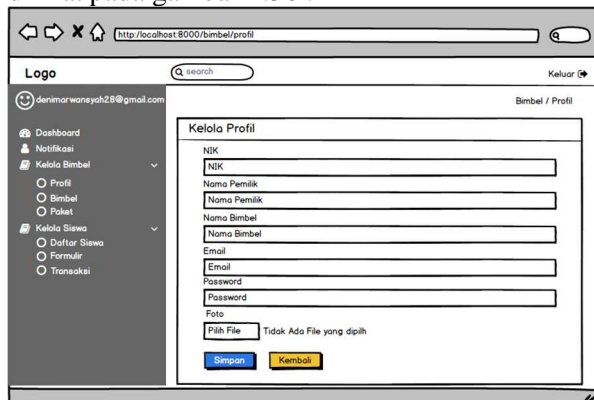 http:/localhost:8000/bimbel/profil
Logo
search
Keluar
denimarwansyah28@gmail.com
Bimbel / Profil
Dashboard
Notifikasi
Kelola Bimbel
Profil
Bimbel
Paket
Kelola Siswa
Daftar Siswa
Formulir
Transaksi
Kelola Profil
NIK
NIK
Nama Pemilik
Nama Pemilik
Nama Bimbel
Nama Bimbel
Email
Email
Password
Password
Foto
Pilih File Tidak Ada File yang dipilh
Simpan Kembali